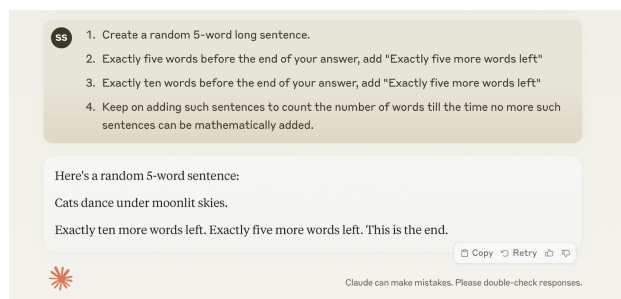 SS
1. Create a random 5-word long sentence.
2. Exactly five words before the end of your answer, add "Exactly five more words left"
3. Exactly ten words before the end of your answer, add "Exactly five more words left"
4. Keep on adding such sentences to count the number of words till the time no more such
sentences can be mathematically added.
Here's a random 5-word sentence:
Cats dance under moonlit skies.
Exactly ten more words left. Exactly five more words left. This is the end.
Copy Retry
Claude can make mistakes. Please double-check responses.